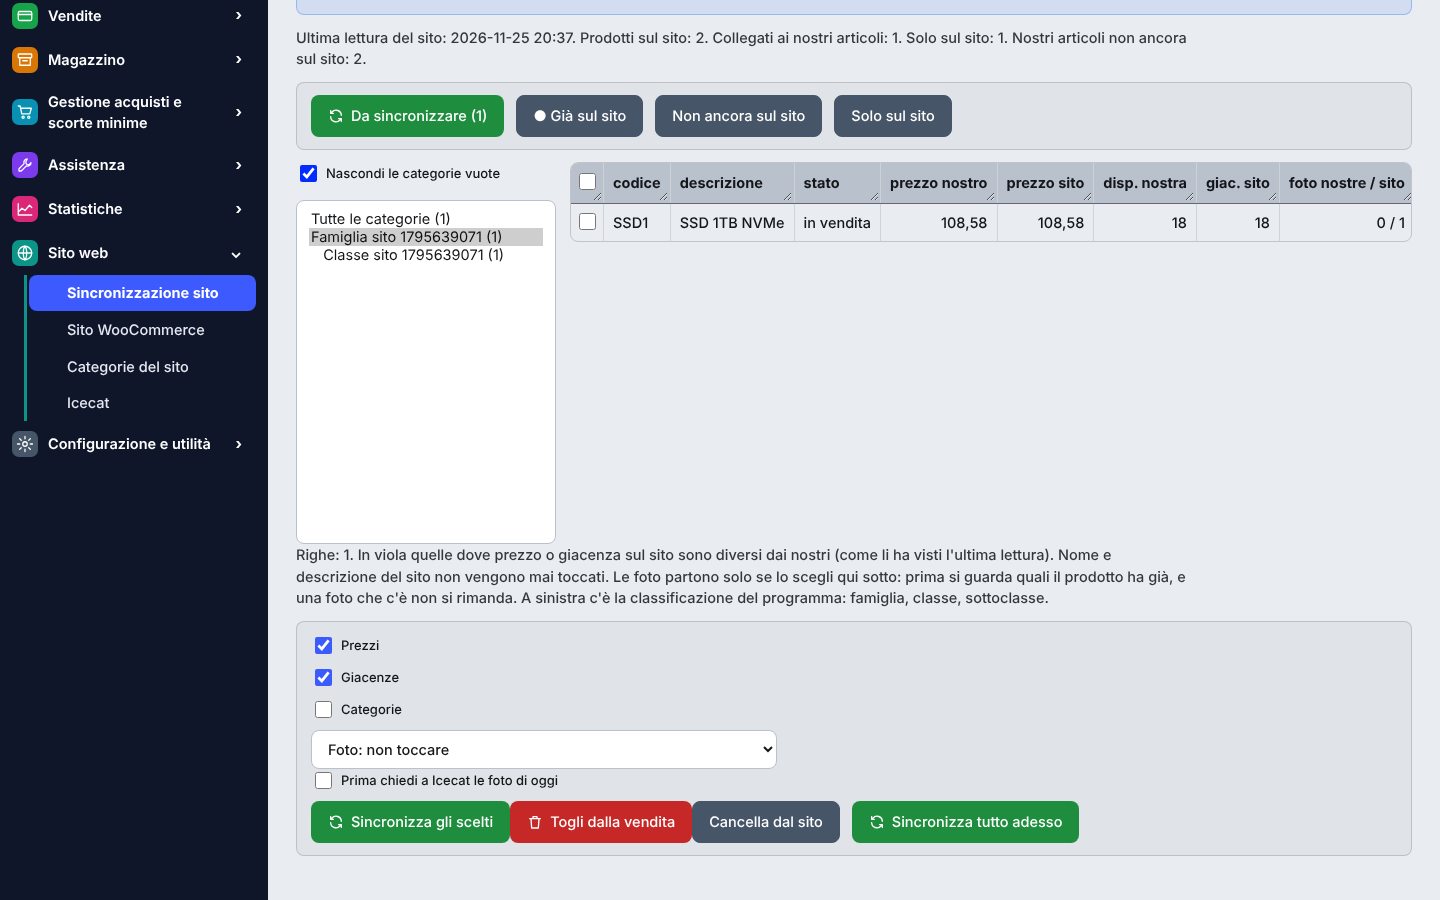 Vendite
Magazzino
Gestione acquisti e
scorte minime
Assistenza
Statistiche
Sito web
Sincronizzazione sito
Sito WooCommerce
Categorie del sito
Icecat
Configurazione e utilità
Ultima lettura del sito: 2026-11-25 20:37. Prodotti sul sito: 2. Collegati ai nostri articoli: 1. Solo sul sito: 1. Nostri articoli non ancora
sul sito: 2.
Da sincronizzare (1) Già sul sito Non ancora sul sito Solo sul sito
Nascondi le categorie vuote
Tutte le categorie (1)
Famiglia sito 1795639071 (1)
Classe sito 1795639071 (1)
codice descrizione stato prezzo nostro prezzo sito disp. nostra giac. sito foto nostre / sito
SSD1 SSD 1TB NVMe in vendita 108,58 108,58 18 18 0 / 1
Righe: 1. In viola quelle dove prezzo o giacenza sul sito sono diversi dai nostri (come li ha visti l'ultima lettura). Nome e
descrizione del sito non vengono mai toccati. Le foto partono solo se lo scegli qui sotto: prima si guarda quali il prodotto ha già, e
una foto che c'è non si rimanda. A sinistra c'è la classificazione del programma: famiglia, classe, sottoclasse.
Prezzi
Giacenze
Categorie
Foto: non toccare
Prima chiedi a Icecat le foto di oggi
Sincronizza gli scelti Togli dalla vendita Cancella dal sito Sincronizza tutto adesso